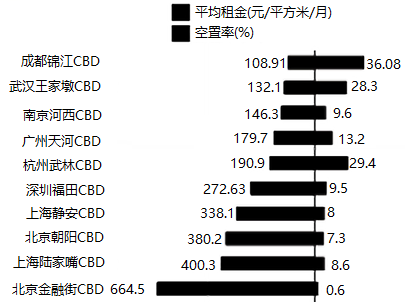 平均租金(元/平方米/月)
空置率(%)
成都锦江CBD 108.91 36.08
武汉王家墩CBD 132.1 28.3
南京河西CBD 146.3 9.6
广州天河CBD 179.7 13.2
杭州武林CBD 190.9 29.4
深圳福田CBD 272.63 9.5
上海静安CBD 338.1 8
北京朝阳CBD 380.2 7.3
上海陆家嘴CBD 400.3 8.6
北京金融街CBD 664.5 0.6